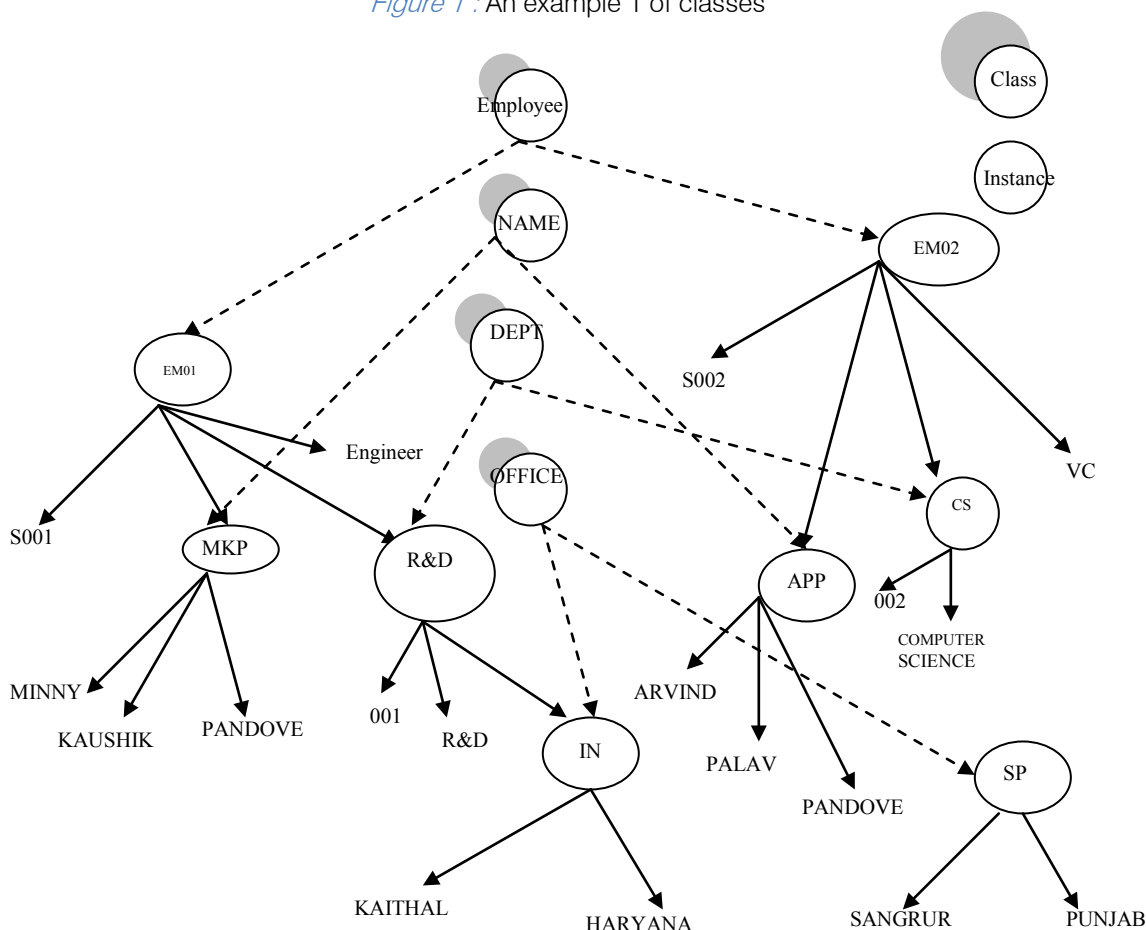 Figure 1 : An example 1 of classes
Class
Employee
Instance
NAME
EM02
DEPT
EM01
S002
Engineer
VC
OFFICE
CS
S001
MKP
R&D
APP
002
COMPUTER
SCIENCE
MINNY
ARVIND
001
KAUSHIK
PANDOVE
R&D
IN
PALAV
SP
PANDOVE
KAITHAL
HARYANA
SANGRUR
PUNJAB